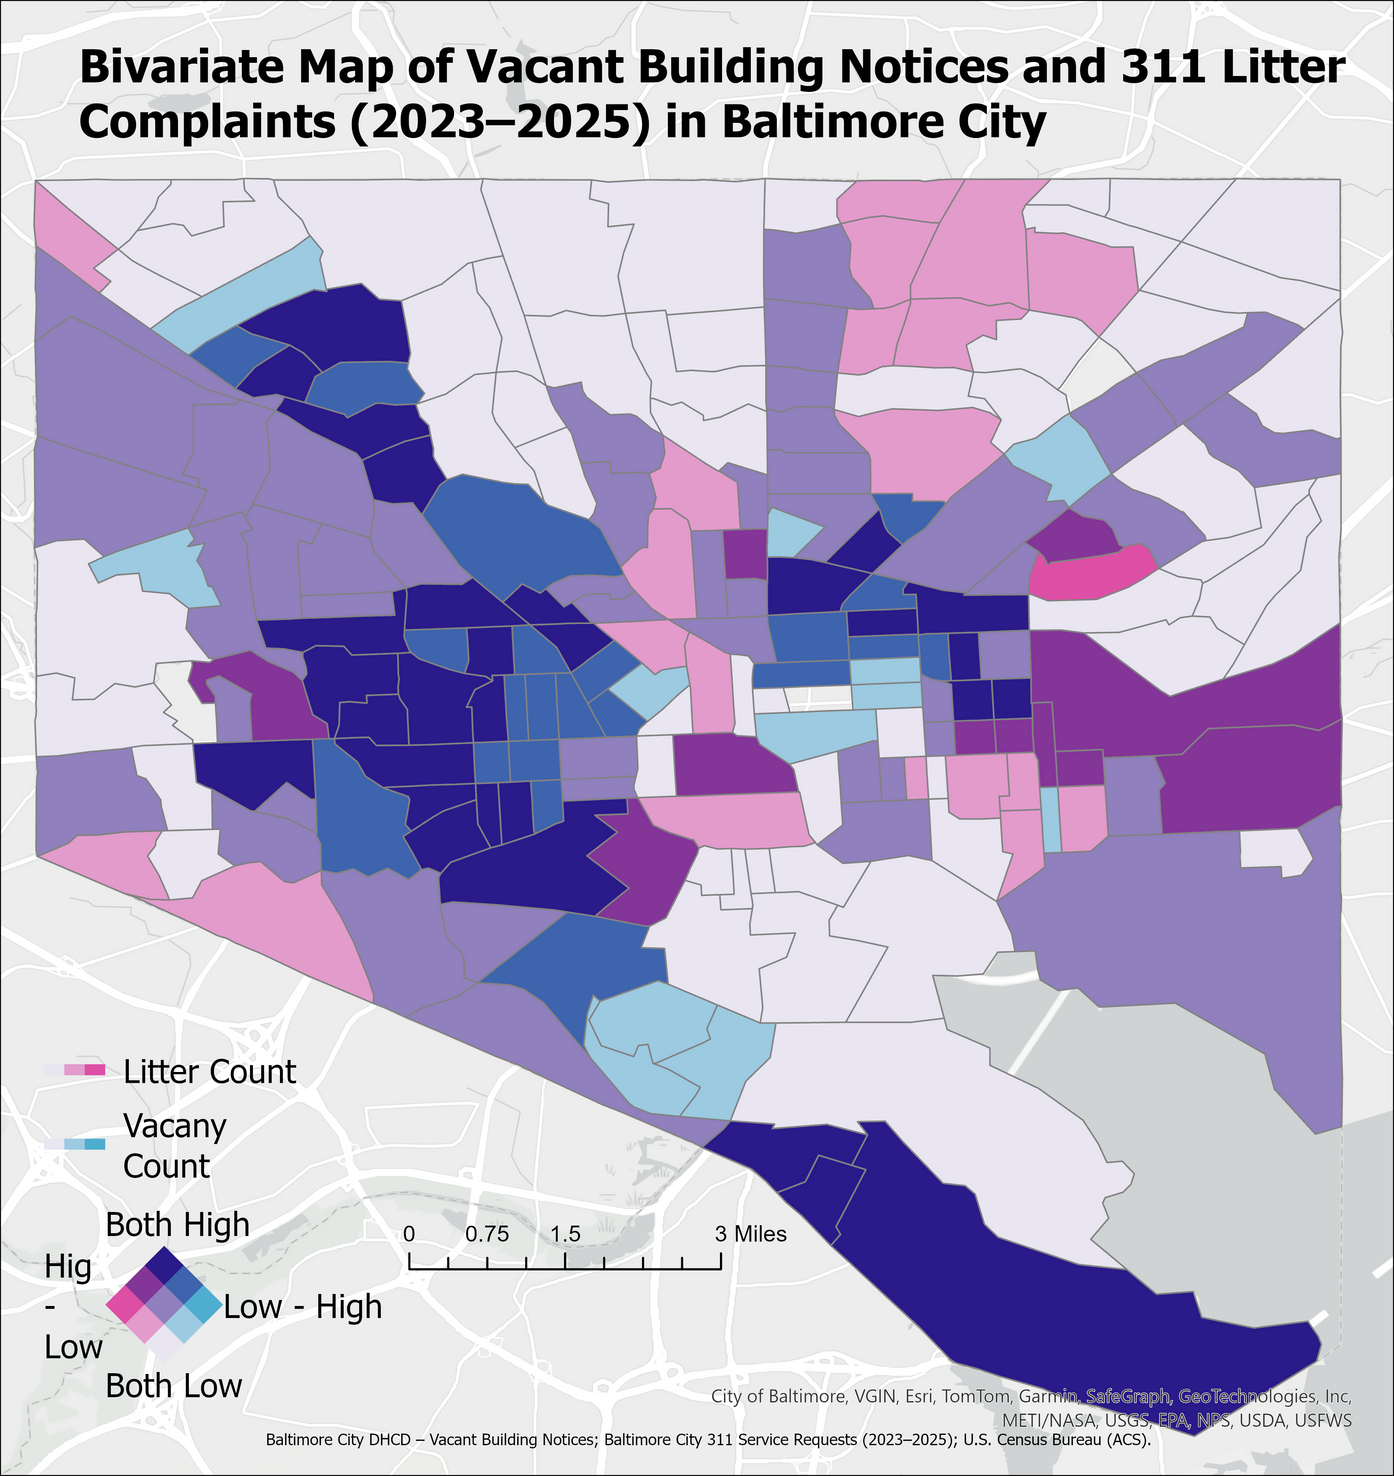 Bivariate Map of Vacant Building Notices and 311 Litter
Complaints (2023–2025) in Baltimore City
Litter Count
Vacany
Count
Both High
Hig
-
Low
Low - High
Both Low
0 0.75 1.5 3 Miles
City of Baltimore, VGIN, Esri, TomTom, Garmin, SafeGraph, GeoTechnologies, Inc,
METI/NASA, USGS, EPA, NPS, USDA, USFWS
Baltimore City DHCD – Vacant Building Notices; Baltimore City 311 Service Requests (2023–2025); U.S. Census Bureau (ACS).